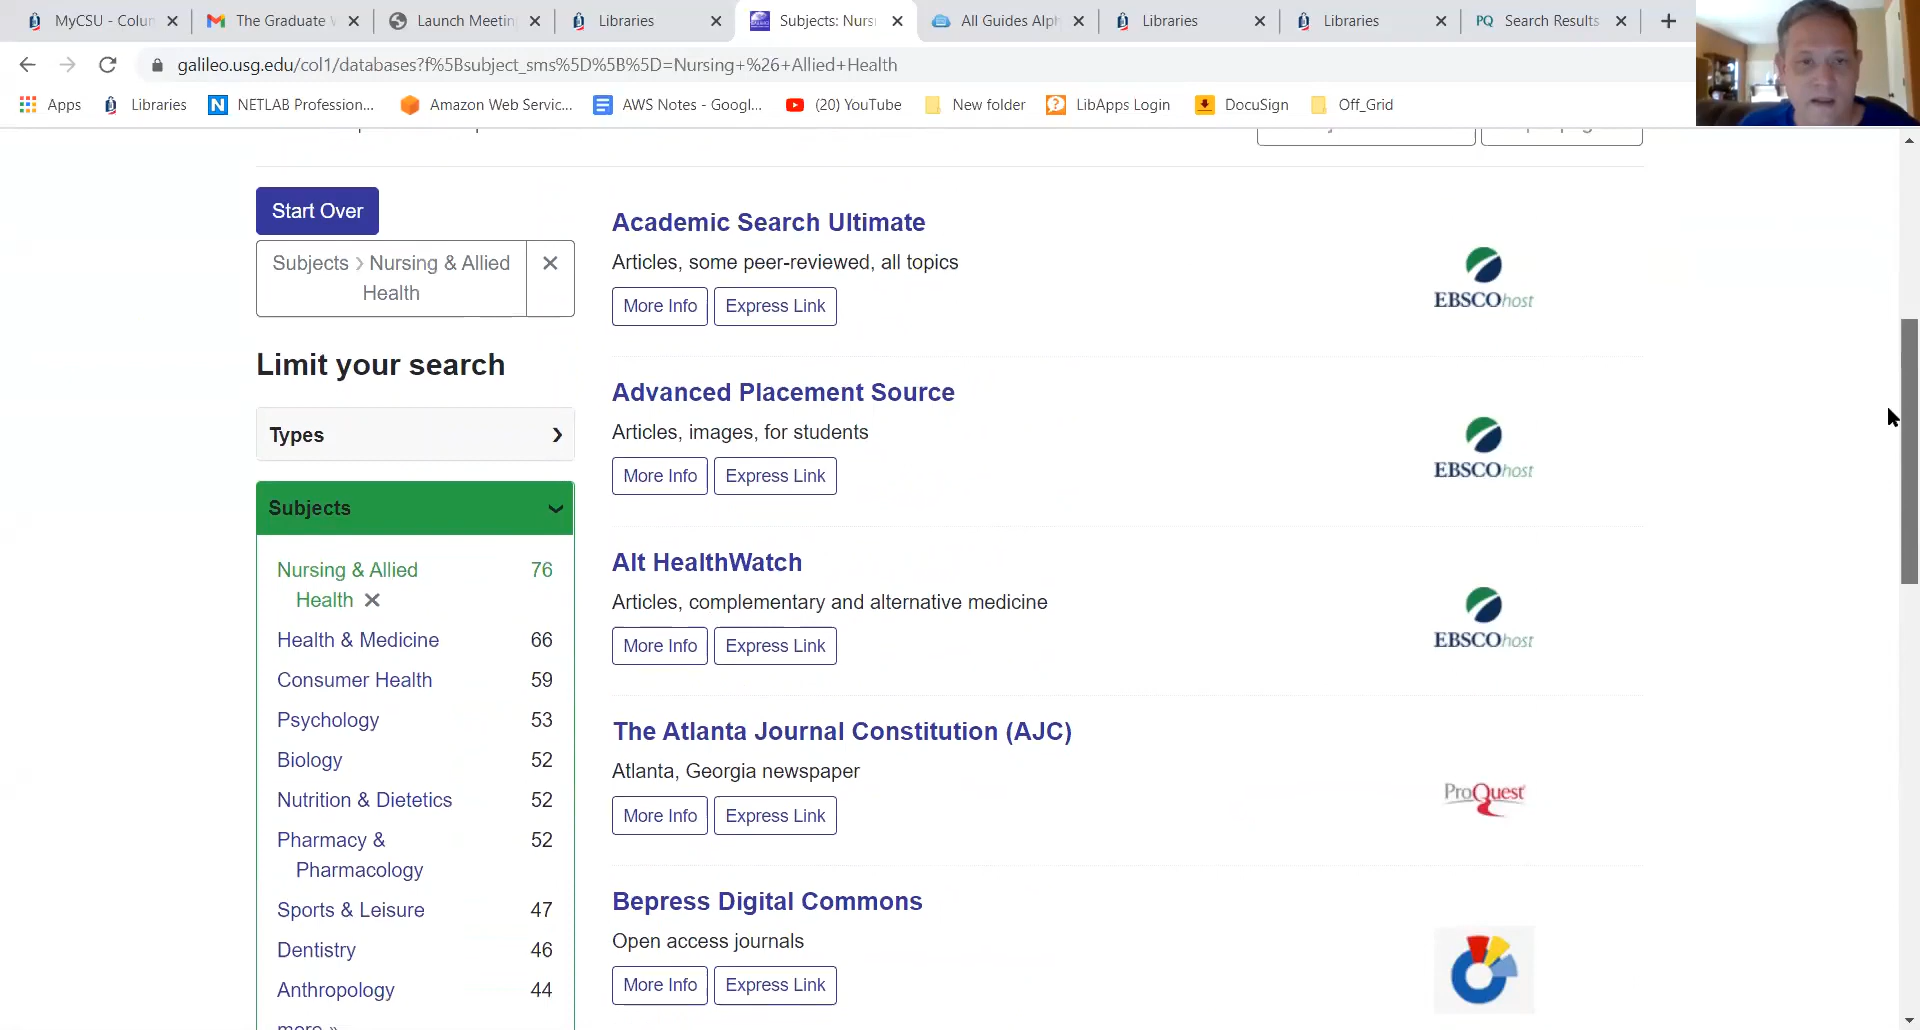 MyCSU - Colun
The Graduate
Launch Meetin
Libraries
Subjects: Nurs
All Guides Alph
Libraries
Libraries
PQ Search Results
galileo.usg.edu/col1/databases?f%5Bsubject_sms%5D%5B%5D=Nursing+%26+Allied+Health
Apps
Libraries
N NETLAB Profession...
Amazon Web Servic...
AWS Notes - Googl...
(20) YouTube
New folder
LibApps Login
DocuSign
Off_Grid
Start Over
Subjects › Nursing & Allied
Health
Limit your search
Types
Subjects
Nursing & Allied 76
Health
Health & Medicine 66
Consumer Health 59
Psychology 53
Biology 52
Nutrition & Dietetics 52
Pharmacy & 52
Pharmacology
Sports & Leisure 47
Dentistry 46
Anthropology 44
more »
Academic Search Ultimate
Articles, some peer-reviewed, all topics
More Info Express Link
EBSCOhost
Advanced Placement Source
Articles, images, for students
More Info Express Link
EBSCOhost
Alt HealthWatch
Articles, complementary and alternative medicine
More Info Express Link
EBSCOhost
The Atlanta Journal Constitution (AJC)
Atlanta, Georgia newspaper
More Info Express Link
ProQuest
Bepress Digital Commons
Open access journals
More Info Express Link